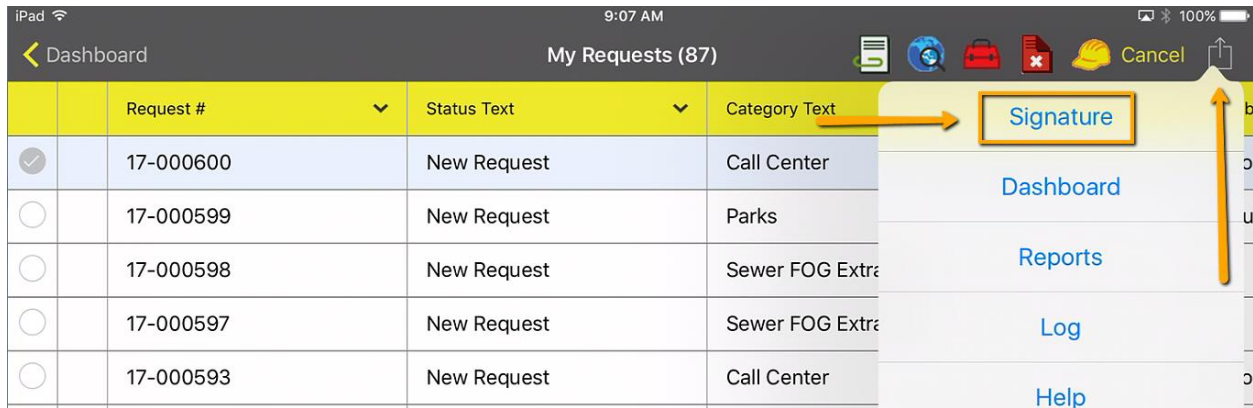 iPad 9:07 AM 100%
Dashboard My Requests (87) Cancel
Request # Status Text Category Text
Signature
17-000600 New Request Call Center
Dashboard
17-000599 New Request Parks
17-000598 New Request Sewer FOG Extra
Reports
17-000597 New Request Sewer FOG Extra
Log
17-000593 New Request Call Center
Help